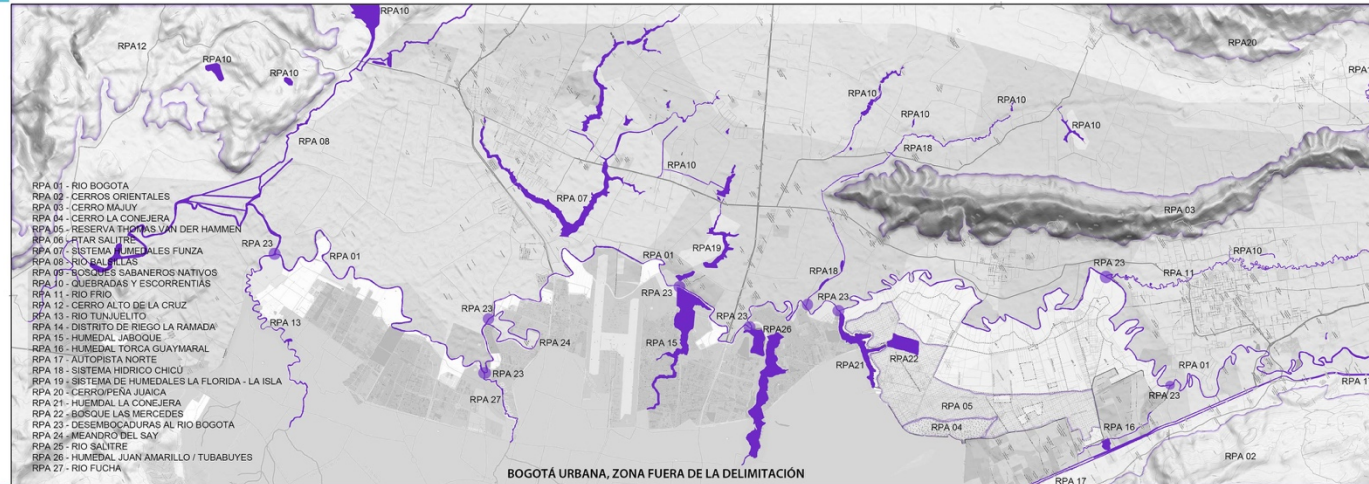 RPA10
RPA12
RPA10
RPA10
RPA20
RPA10
RPA10
RPA10
RPA10
RPA18
RPA 08
RPA10
RPA 07
RPA 03
RPA 01 - RIO BOGOTA
RPA 02 - CERROS ORIENTALES
RPA 03 - CERRO MAJUY
RPA 04 - CERRO LA CONEJERA
RPA 05 - RESERVA THOMAS VAN DER HAMMEN
RPA 06 - PTAR SALITRE
RPA 07 - SISTEMA HUMEDALES FUNZA
RPA 08 - RIO BALSILLAS
RPA 09 - BOSQUES SABANEROS NATIVOS
RPA 10 - QUEBRADAS Y ESCORRENTIAS
RPA 11 - RIO FRIO
RPA 12 - CERRO ALTO DE LA CRUZ
RPA 13 - RIO TUNJUELITO
RPA 14 - DISTRITO DE RIEGO LA RAMADA
RPA 15 - HUMEDAL JABOQUE
RPA 16 - HUMEDAL TORCA GUAYMARAL
RPA 17 - AUTOPISTA NORTE
RPA 18 - SISTEMA HIDRICO CHICÚ
RPA 19 - SISTEMA DE HUMEDALES LA FLORIDA - LA ISLA
RPA 20 - CERRO/PEÑA JUAICA
RPA 21 - HUEMDAL LA CONEJERA
RPA 22 - BOSQUE LAS MERCEDES
RPA 23 - DESEMBOCADURAS AL RIO BOGOTA
RPA 24 - MEANDRO DEL SAY
RPA 25 - RIO SALITRE
RPA 26 - HUMEDAL JUAN AMARILLO / TUBABUYES
RPA 27 - RIO FUCHA
RPA 23
RPA 01
RPA 01
RPA19
RPA18
RPA 23
RPA 11
RPA10
RPA 23
RPA 13
RPA 23
RPA 24
RPA 15
RPA 23
RPA26
RPA 23
RPA21
RPA22
RPA 01
RPA 23
RPA 27
RPA 23
RPA 05
RPA 04
RPA 16
RPA 02
RPA 17
BOGOTÁ URBANA, ZONA FUERA DE LA DELIMITACIÓN